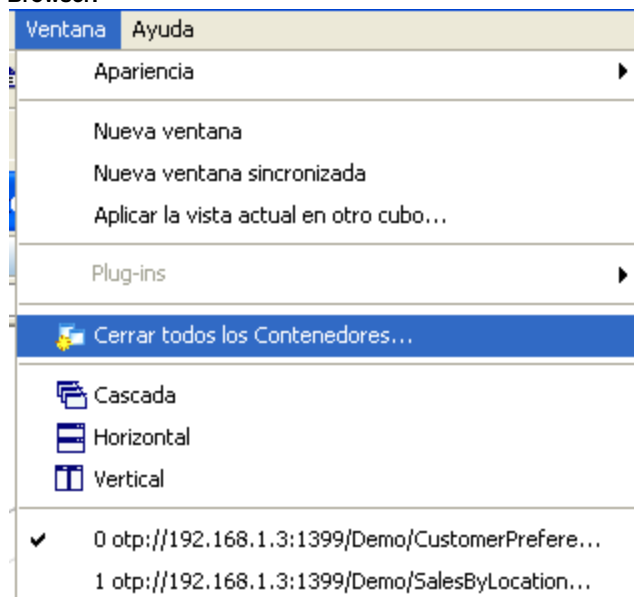 Browser.
Ventana Ayuda
Apariencia
Nueva ventana
Nueva ventana sincronizada
Aplicar la vista actual en otro cubo...
Plug-ins
Cerrar todos los Contenedores...
Cascada
Horizontal
Vertical
0 otp://192.168.1.3:1399/Demo/CustomerPrefere...
1 otp://192.168.1.3:1399/Demo/SalesByLocation...